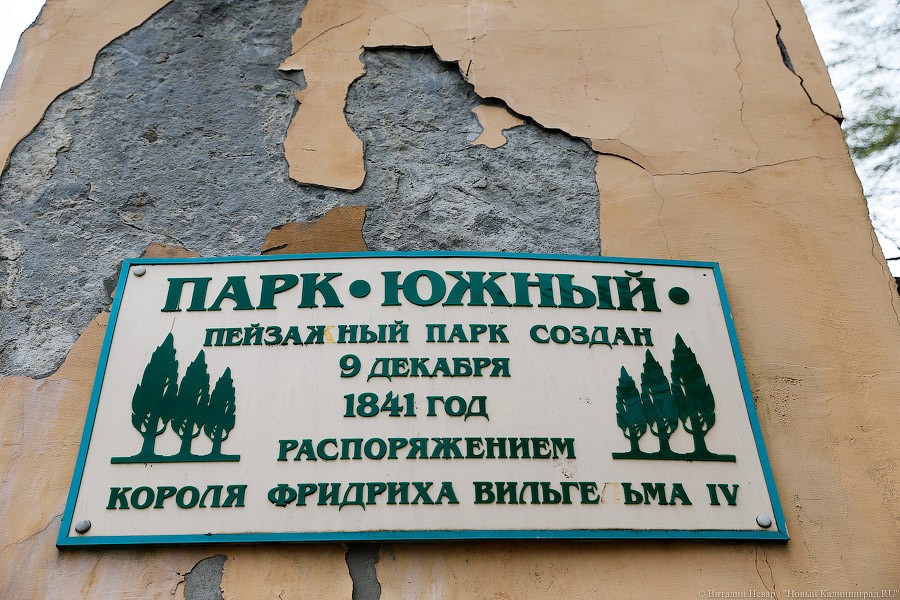 ПАРК • ЮЖНЫЙ •
ПЕЙЗАЖНЫЙ ПАРК СОЗДАН
9 ДЕКАБРЯ
1841 ГОД
РАСПОРЯЖЕНИЕМ
КОРОЛЯ ФРИДРИХА ВИЛЬГЕЛЬМА IV
© Виталий Невар / "Новый Калининград.RU"